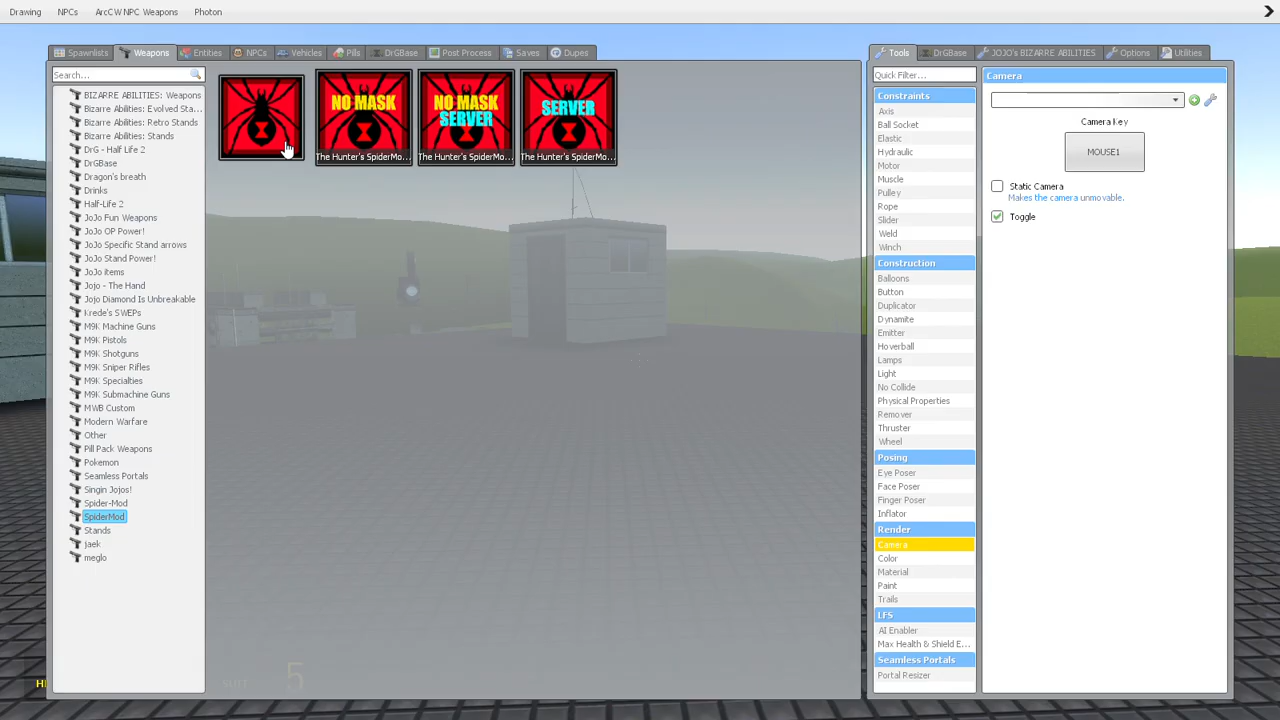 Drawing NPCs ArcCW NPC Weapons Photon
Spawnlists Weapons Entities NPCs Vehicles Pills DrGBase Post Process Saves Dupes
Search...
BIZARRE ABILITIES: Weapons
Bizarre Abilities: Evolved Sta...
Bizarre Abilities: Retro Stands
Bizarre Abilities: Stands
DrG - Half Life 2
DrGBase
Dragon's breath
Drinks
Half-Life 2
JoJo Fun Weapons
JoJo OP Power!
JoJo Specific Stand arrows
JoJo Stand Power!
JoJo items
Jojo - The Hand
Jojo Diamond Is Unbreakable
Krede's SWEPs
M9K Machine Guns
M9K Pistols
M9K Shotguns
M9K Sniper Rifles
M9K Specialties
M9K Submachine Guns
MWB Custom
Modern Warfare
Other
Pill Pack Weapons
Pokemon
Seamless Portals
Singin Jojos!
Spider-Mod
SpiderMod
Stands
jaek
meglo
NO MASK
The Hunter's SpiderMo...
NO MASK
SERVER
The Hunter's SpiderMo...
SERVER
The Hunter's SpiderMo...
SUIT 5
Tools DrGBase JOJO's BIZARRE ABILITIES Options Utilities
Quick Filter...
Constraints
Axis
Ball Socket
Elastic
Hydraulic
Motor
Muscle
Pulley
Rope
Slider
Weld
Winch
Construction
Balloons
Button
Duplicator
Dynamite
Emitter
Hoverball
Lamps
Light
No Collide
Physical Properties
Remover
Thruster
Wheel
Posing
Eye Poser
Face Poser
Finger Poser
Inflator
Render
Camera
Color
Material
Paint
Trails
LFS
AI Enabler
Max Health & Shield E...
Seamless Portals
Portal Resizer
Camera
Camera Key
MOUSE1
Static Camera
Makes the camera unmovable.
Toggle